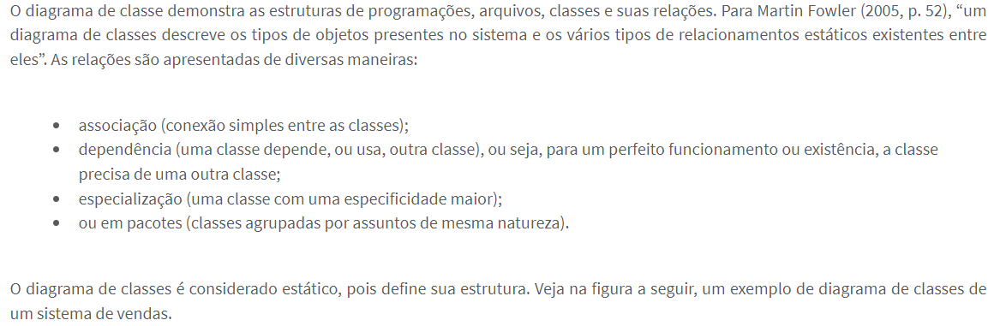 O diagrama de classe demonstra as estruturas de programações, arquivos, classes e suas relações. Para Martin Fowler (2005, p. 52), “um
diagrama de classes descreve os tipos de objetos presentes no sistema e os vários tipos de relacionamentos estáticos existentes entre
eles”. As relações são apresentadas de diversas maneiras:
• associação (conexão simples entre as classes);
• dependência (uma classe depende, ou usa, outra classe), ou seja, para um perfeito funcionamento ou existência, a classe
precisa de uma outra classe;
• especialização (uma classe com uma especificidade maior);
• ou em pacotes (classes agrupadas por assuntos de mesma natureza).
O diagrama de classes é considerado estático, pois define sua estrutura. Veja na figura a seguir, um exemplo de diagrama de classes de
um sistema de vendas.